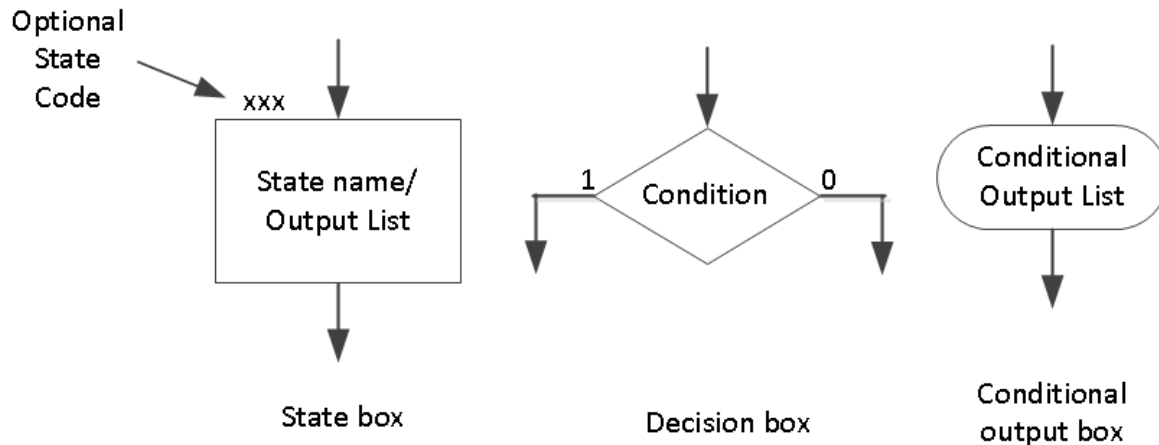 Optional
State
Code
xxx
State name/
Output List
State box
1
Condition
0
Decision box
Conditional
Output List
Conditional
output box